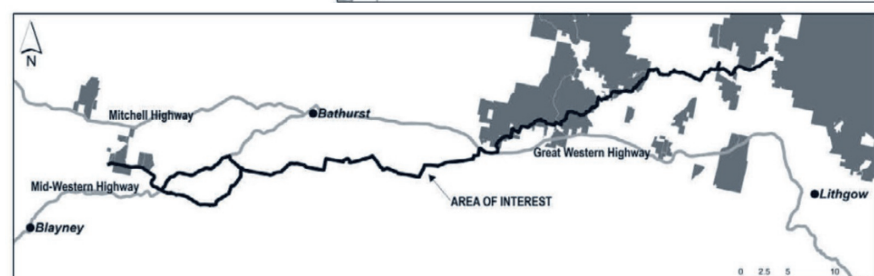 N
Mitchell Highway
Bathurst
Great Western Highway
Mid-Western Highway
AREA OF INTEREST
Lithgow
Blayney
0 2.5 5 10